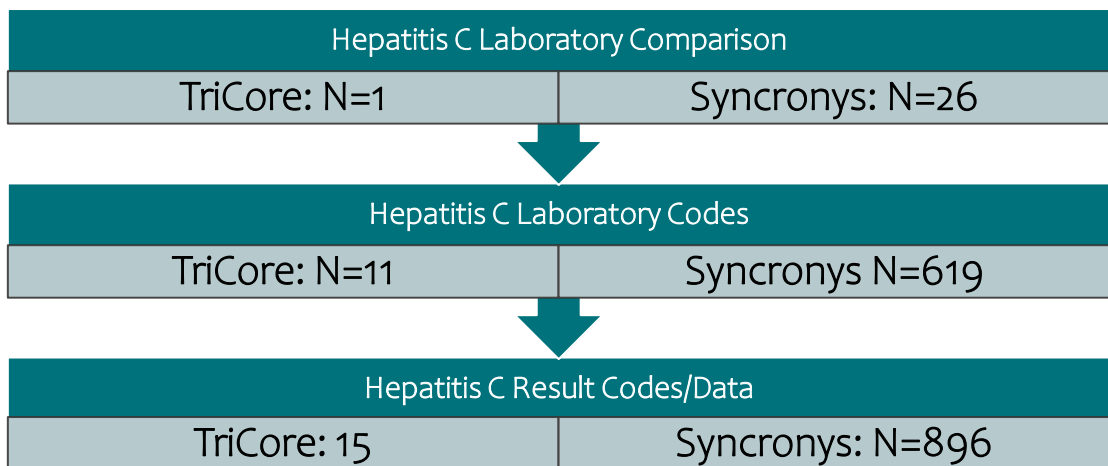 Hepatitis C Laboratory Comparison
TriCore: N=1 Syncronys: N=26
Hepatitis C Laboratory Codes
TriCore: N=11 Syncronys N=619
Hepatitis C Result Codes/Data
TriCore: 15 Syncronys: N=896